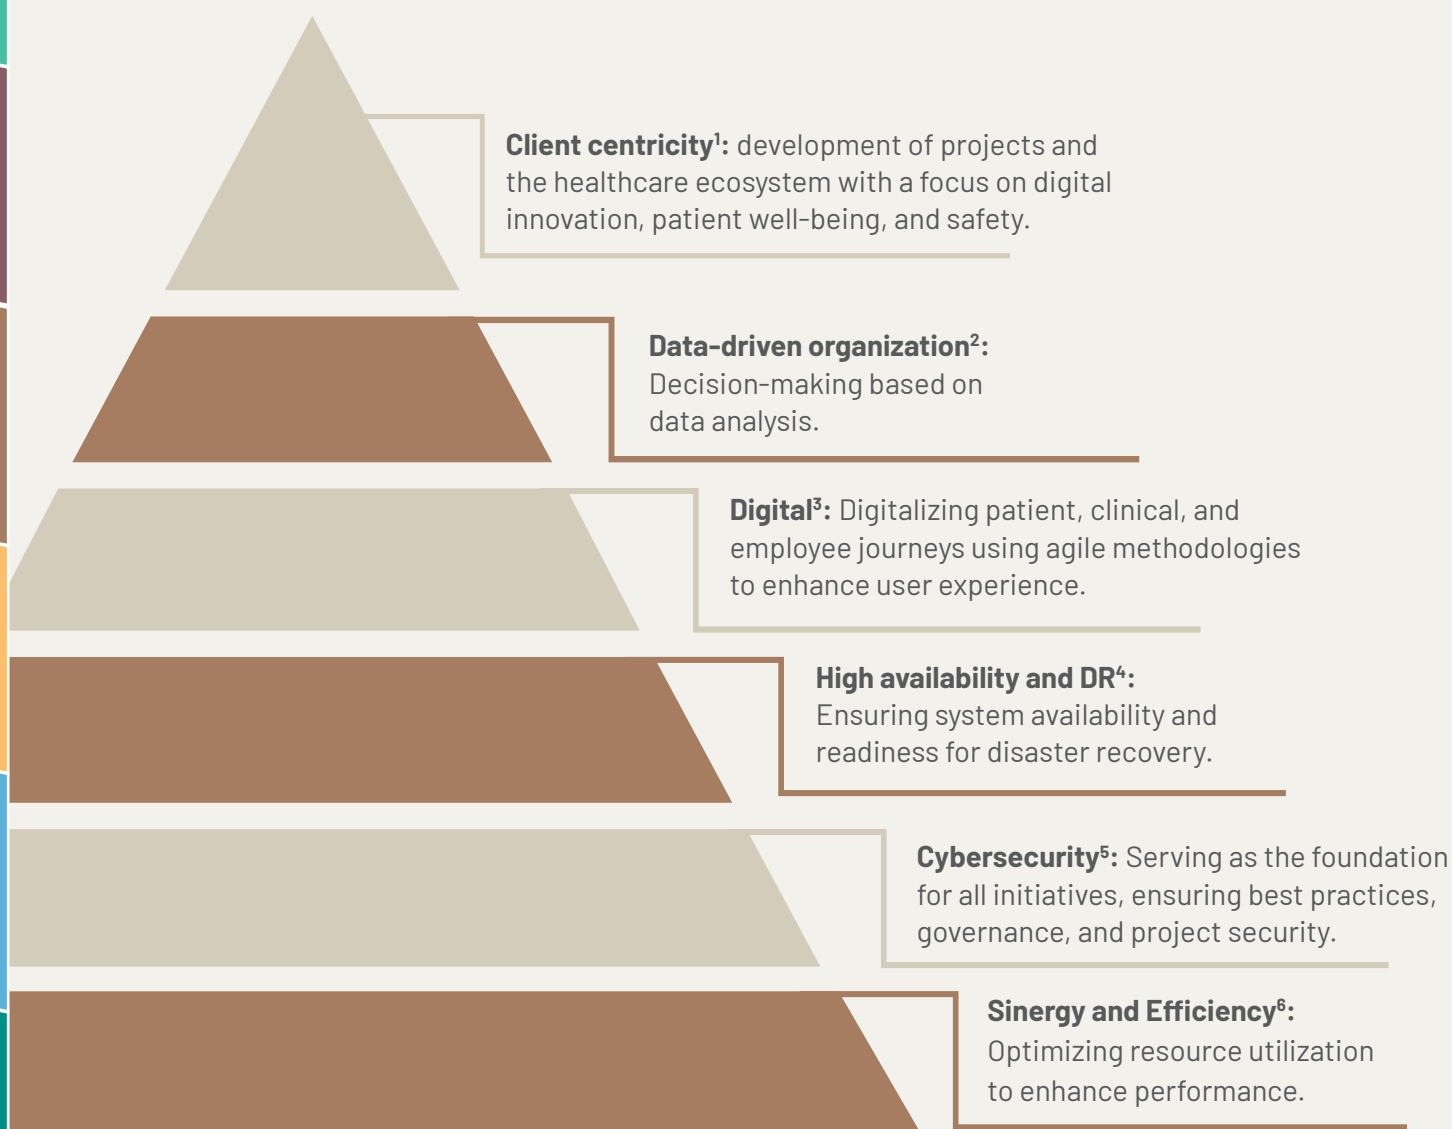 Client centricity¹: development of projects and
the healthcare ecosystem with a focus on digital
innovation, patient well-being, and safety.
Data-driven organization²:
Decision-making based on
data analysis.
Digital³: Digitalizing patient, clinical, and
employee journeys using agile methodologies
to enhance user experience.
High availability and DR⁴:
Ensuring system availability and
readiness for disaster recovery.
Cybersecurity⁵: Serving as the foundation
for all initiatives, ensuring best practices,
governance, and project security.
Sinergy and Efficiency⁶:
Optimizing resource utilization
to enhance performance.